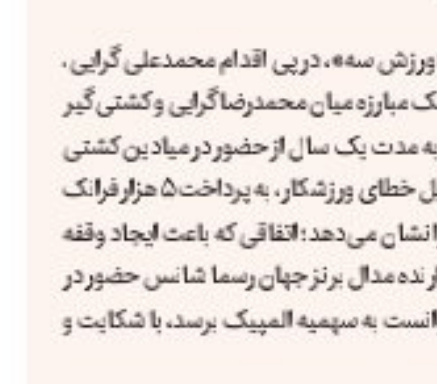 ورزش سه»، در پی اقدام محمدعلی گرایی،
ک مبارزه میان محمدرضا گرایی و کشتی گیر
به مدت یک سال از حضور در میادین کشتی
ل خطای ورزشکار، به پرداخت ۵ هزار فرانک
انشان می‌دهد؛ اتفاقی که باعث ایجاد وقفه
رنده مدال برنز جهان رسما شانس حضور در
انست به سهمیه المپیک برسد، با شکایت و